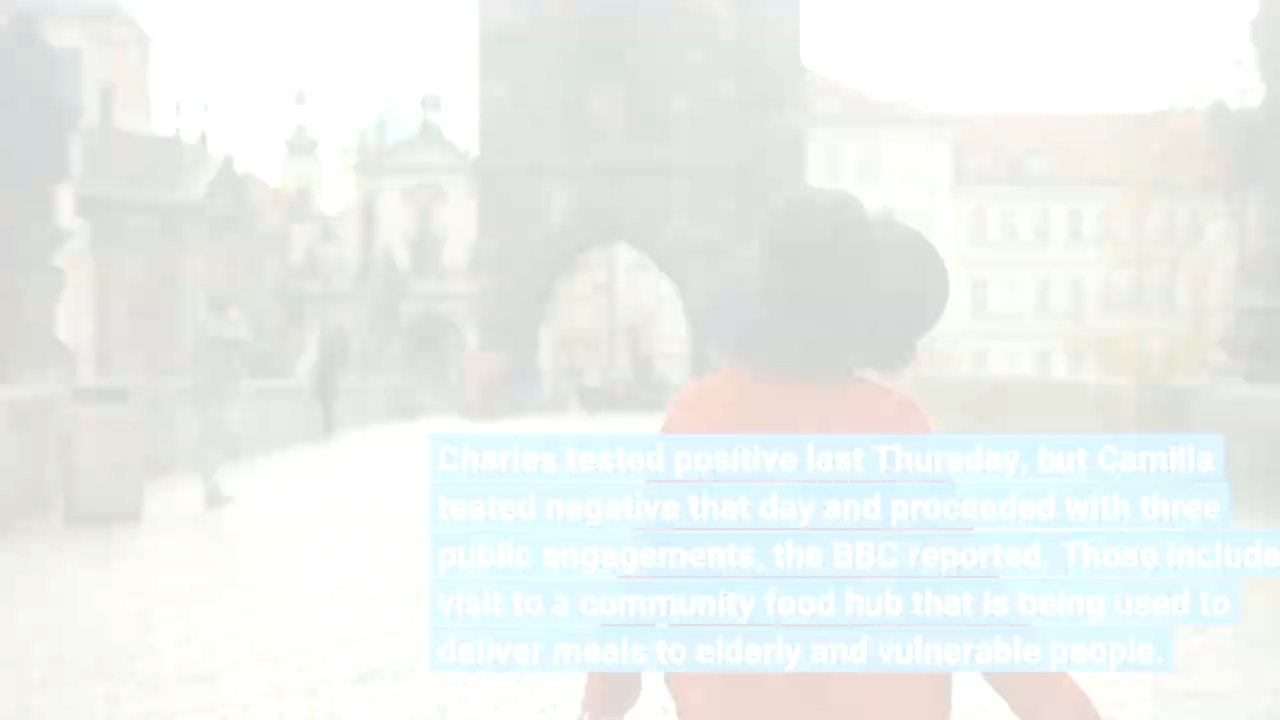 Charles tested positive last Thursday, but Camilla
tested negative that day and proceeded with three
public engagements, the BBC reported. Those include
visit to a community food hub that is being used to
deliver meals to elderly and vulnerable people.